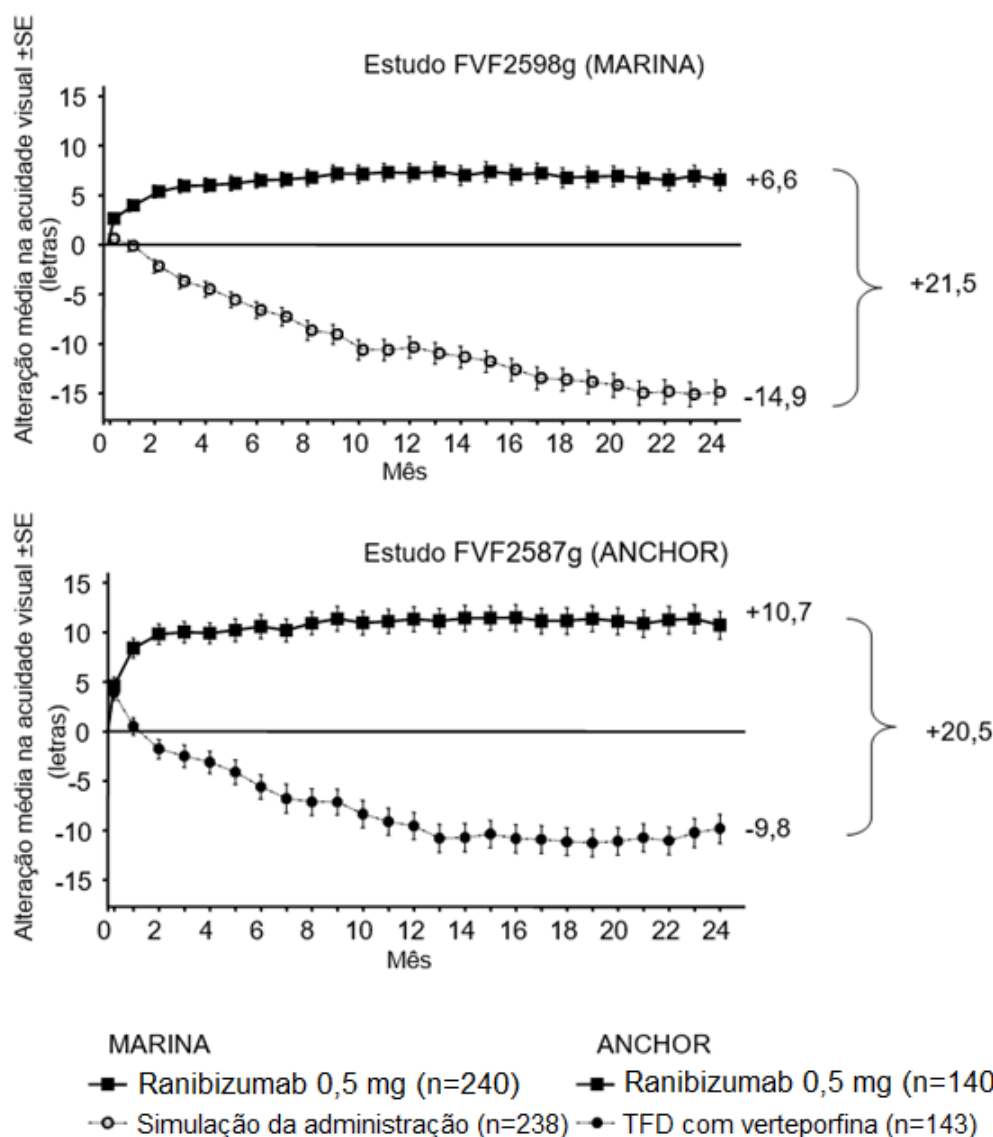 Estudo FVF2598g (MARINA)
Alteração média na acuidade visual ±SE
(letras)
15
10
5
0
-5
-10
-15
+6,6
-14,9
+21,5
0 2 4 6 8 10 12 14 16 18 20 22 24
Mês
Estudo FVF2587g (ANCHOR)
Alteração média na acuidade visual ±SE
(letras)
15
10
5
0
-5
-10
-15
+10,7
-9,8
+20,5
0 2 4 6 8 10 12 14 16 18 20 22 24
Mês
MARINA
Ranibizumab 0,5 mg (n=240)
Simulação da administração (n=238)
ANCHOR
Ranibizumab 0,5 mg (n=140
TFD com verteporfina (n=143)